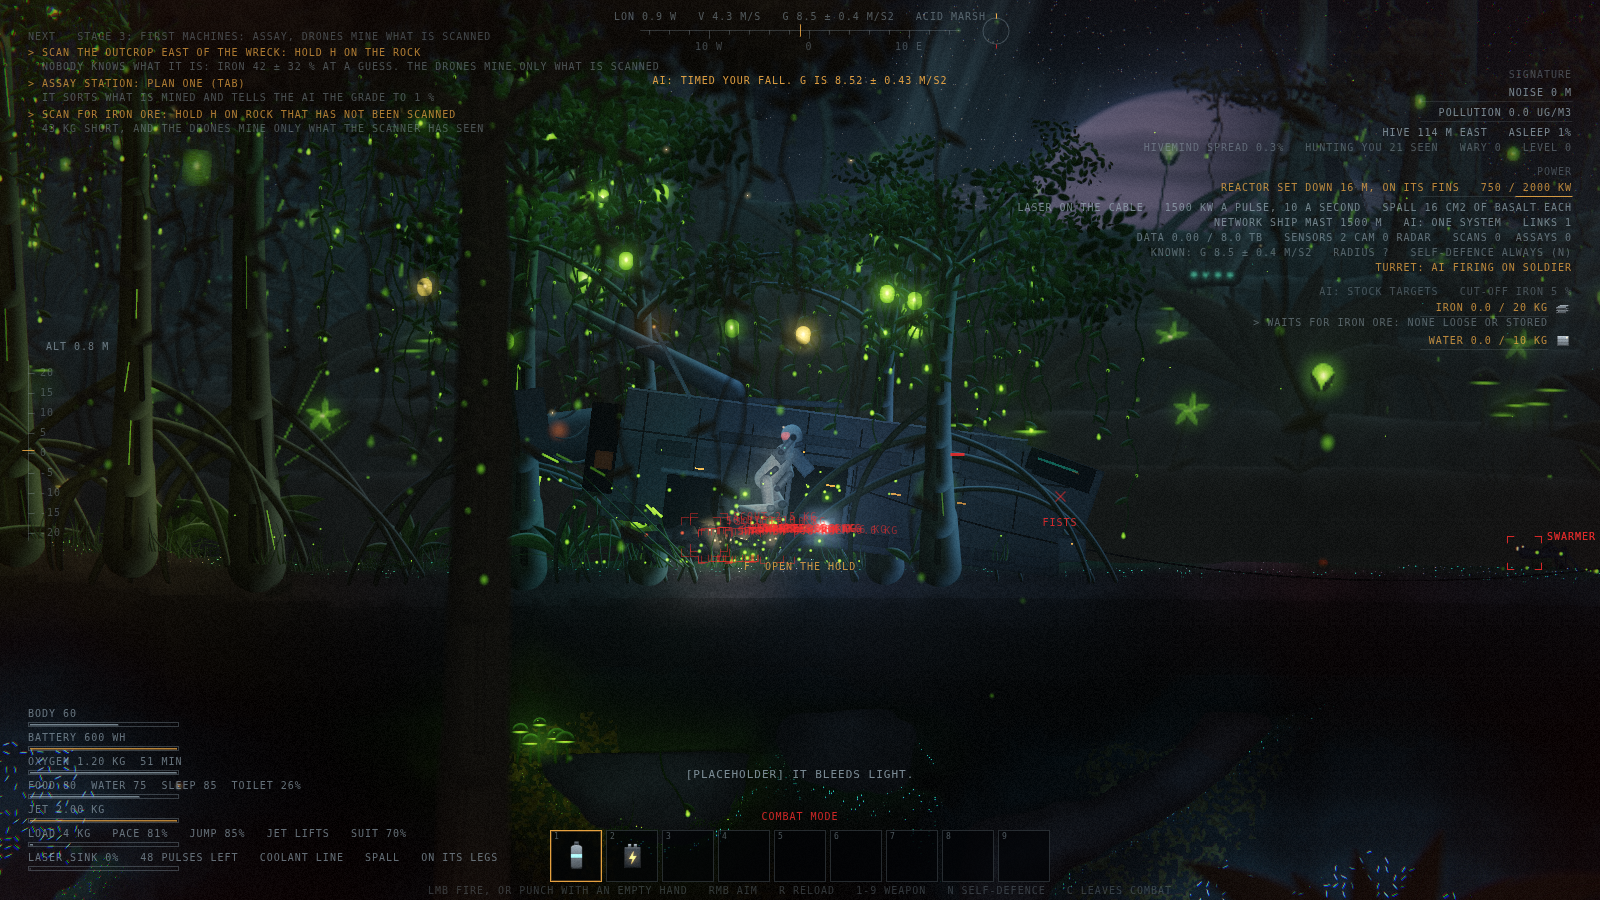 LON 0.9 W   V 4.3 M/S   G 8.5 ± 0.4 M/S2   ACID MARSH
10 W   0   10 E
AI: TIMED YOUR FALL. G IS 8.52 ± 0.43 M/S2
NEXT   STAGE 3: FIRST MACHINES: ASSAY, DRONES MINE WHAT IS SCANNED
> SCAN THE OUTCROP EAST OF THE WRECK: HOLD H ON THE ROCK
NOBODY KNOWS WHAT IT IS: IRON 42 ± 32 % AT A GUESS. THE DRONES MINE ONLY WHAT IS SCANNED
> ASSAY STATION: PLAN ONE (TAB)
IT SORTS WHAT IS MINED AND TELLS THE AI THE GRADE TO 1 %
> SCAN FOR IRON ORE: HOLD H ON ROCK THAT HAS NOT BEEN SCANNED
43 KG SHORT, AND THE DRONES MINE ONLY WHAT THE SCANNER HAS SEEN
SIGNATURE
NOISE 0 M
POLLUTION 0.0 UG/M3
HIVE 114 M EAST   ASLEEP 1%
HIVEMIND SPREAD 0.3%   HUNTING YOU 21 SEEN   WARY 0   LEVEL 0
POWER
REACTOR SET DOWN 16 M, ON ITS FINS   750 / 2000 KW
LASER ON THE CABLE   1500 KW A PULSE, 10 A SECOND   SPALL 16 CM2 OF BASALT EACH
NETWORK SHIP MAST 1500 M   AI: ONE SYSTEM   LINKS 1
DATA 0.00 / 8.0 TB   SENSORS 2 CAM 0 RADAR   SCANS 0   ASSAYS 0
KNOWN: G 8.5 ± 0.4 M/S2   RADIUS ?   SELF-DEFENCE ALWAYS (N)
TURRET: AI FIRING ON SOLDIER
AI: STOCK TARGETS   CUT-OFF IRON 5 %
IRON 0.0 / 20 KG
> WAITS FOR IRON ORE: NONE LOOSE OR STORED
WATER 0.0 / 10 KG
ALT 0.8 M
20
15
10
5
0
-5
-10
-15
-20
FISTS
SWARMER
F   OPEN THE HOLD
[PLACEHOLDER] IT BLEEDS LIGHT.
COMBAT MODE
BODY 60
BATTERY 600 WH
OXYGEN 1.20 KG   51 MIN
FOOD 80   WATER 75   SLEEP 85   TOILET 26%
JET 2.00 KG
LOAD 4 KG   PACE 81%   JUMP 85%   JET LIFTS   SUIT 70%
LASER SINK 0%   48 PULSES LEFT   COOLANT LINE   SPALL   ON ITS LEGS
1 2 3 4 5 6 7 8 9
LMB FIRE, OR PUNCH WITH AN EMPTY HAND   RMB AIM   R RELOAD   1-9 WEAPON   N SELF-DEFENCE   C LEAVES COMBAT